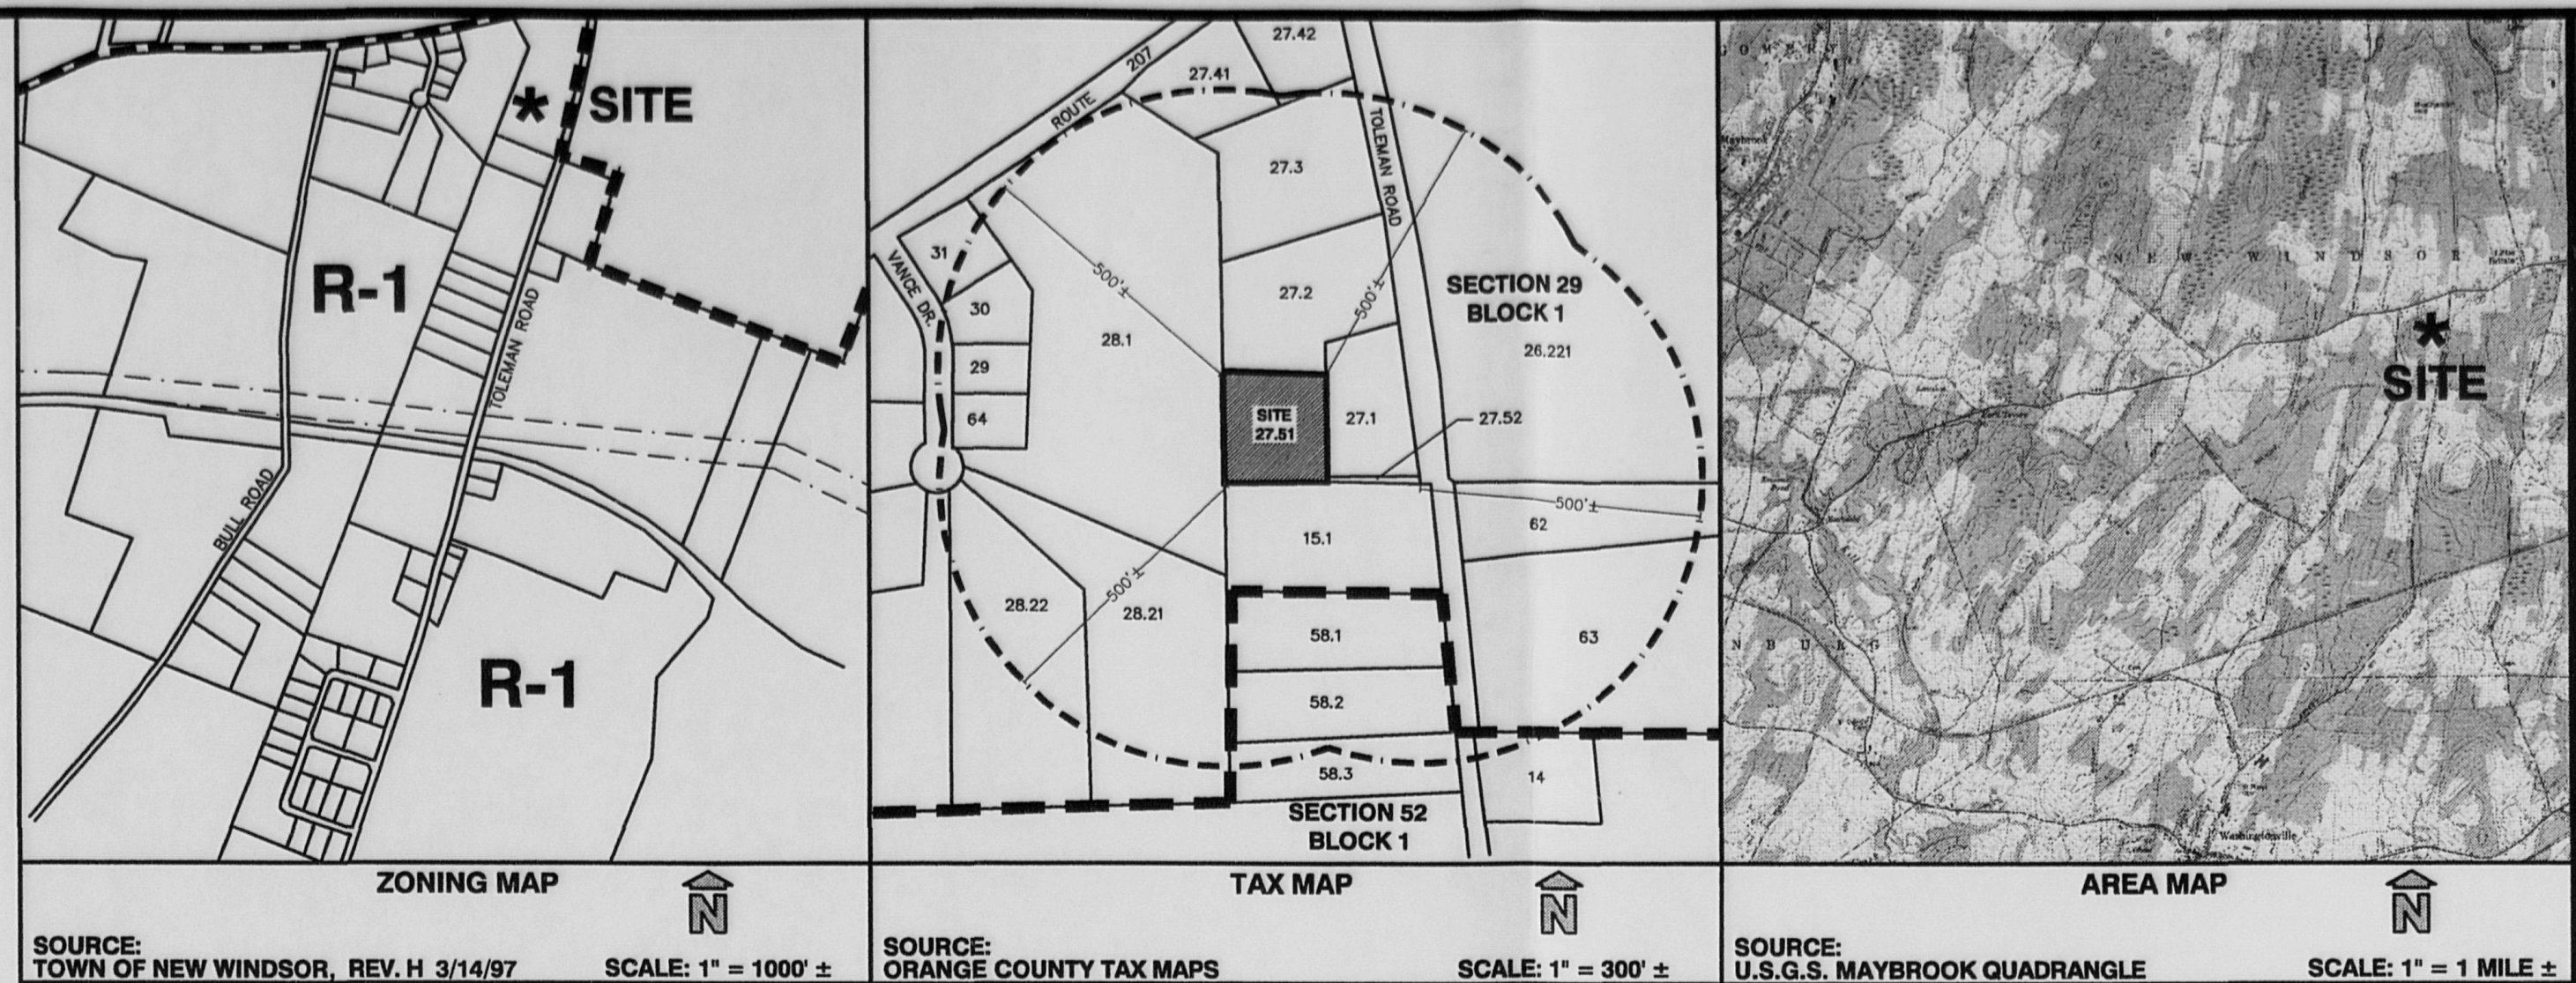 * SITE
R-1
TOLEMAN ROAD
BULL ROAD
R-1
ZONING MAP
N
SOURCE:
TOWN OF NEW WINDSOR, REV. H 3/14/97
SCALE: 1" = 1000' ±
27.42
207
27.41
ROUTE
TOLEMAN ROAD
27.3
31
VANCE DR.
500'±
27.2
500'±
SECTION 29
BLOCK 1
30
28.1
26.221
29
SITE
27.51
27.1
27.52
64
500'±
62
15.1
500'±
28.22
28.21
58.1
63
58.2
58.3
14
SECTION 52
BLOCK 1
TAX MAP
N
SOURCE:
ORANGE COUNTY TAX MAPS
SCALE: 1" = 300' ±
GOMERY
Maybrook
NEW WINDSOR
*
SITE
NBURG
Washingtonville
AREA MAP
N
SOURCE:
U.S.G.S. MAYBROOK QUADRANGLE
SCALE: 1" = 1 MILE ±